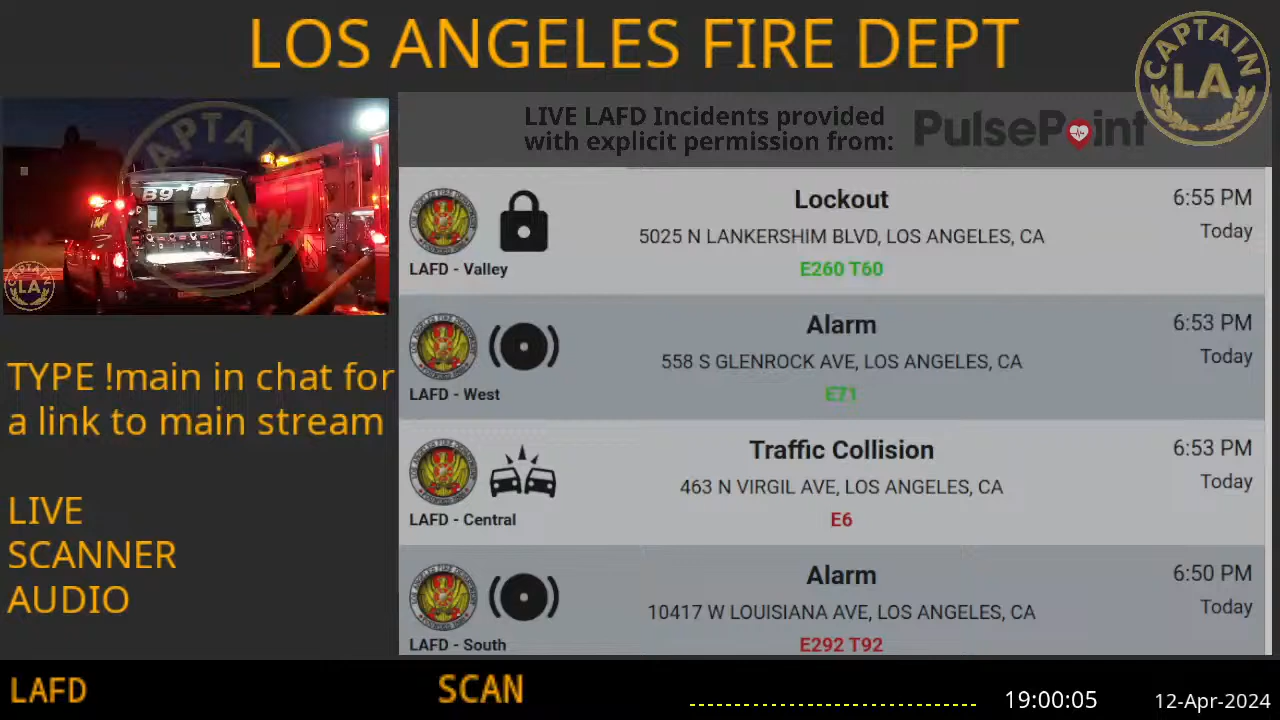 LOS ANGELES FIRE DEPT
CAPTAIN
LA
LIVE LAFD Incidents provided
with explicit permission from:
PulsePoint
B9
CAPTAIN
LA
TYPE !main in chat for
a link to main stream
LIVE
SCANNER
AUDIO
Lockout
6:55 PM
5025 N LANKERSHIM BLVD, LOS ANGELES, CA
Today
LAFD - Valley
E260 T60
Alarm
6:53 PM
558 S GLENROCK AVE, LOS ANGELES, CA
Today
LAFD - West
E71
Traffic Collision
6:53 PM
463 N VIRGIL AVE, LOS ANGELES, CA
Today
LAFD - Central
E6
Alarm
6:50 PM
10417 W LOUISIANA AVE, LOS ANGELES, CA
Today
LAFD - South
E292 T92
LAFD
SCAN
19:00:05
12-Apr-2024